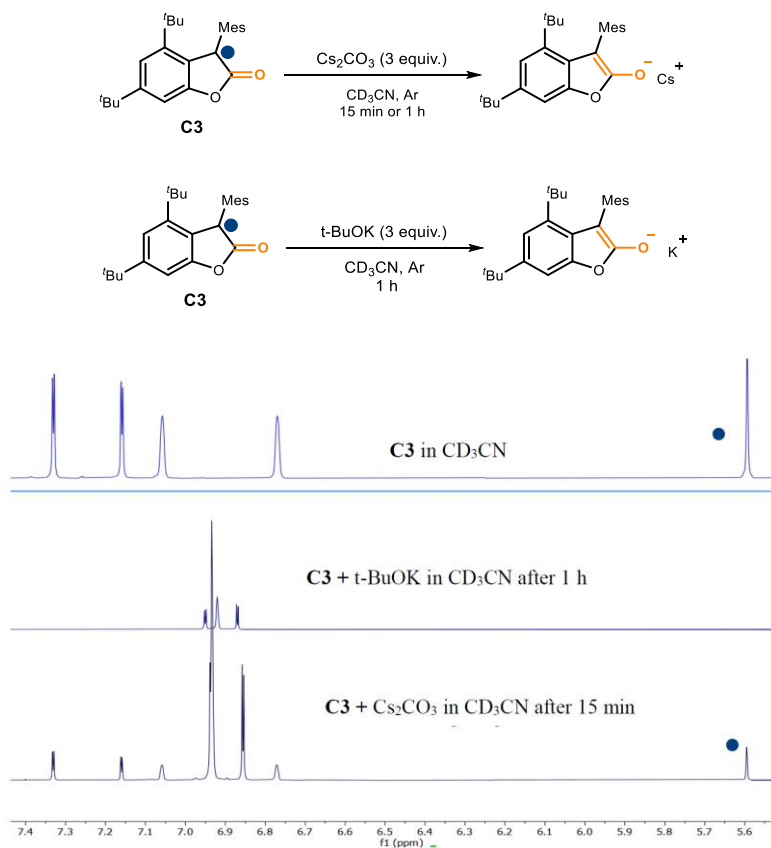 ᵗBu
Mes
Cs₂CO₃ (3 equiv.)
CD₃CN, Ar
15 min or 1 h
O
O
ᵗBu
C3
ᵗBu
Mes
O⁻
Cs⁺
O
ᵗBu
ᵗBu
Mes
t-BuOK (3 equiv.)
CD₃CN, Ar
1 h
O
O
ᵗBu
C3
ᵗBu
Mes
O⁻
K⁺
O
ᵗBu
C3 in CD₃CN
C3 + t-BuOK in CD₃CN after 1 h
C3 + Cs₂CO₃ in CD₃CN after 15 min
7.4 7.3 7.2 7.1 7.0 6.9 6.8 6.7 6.6 6.5 6.4 6.3 6.2 6.1 6.0 5.9 5.8 5.7 5.6
f1 (ppm)